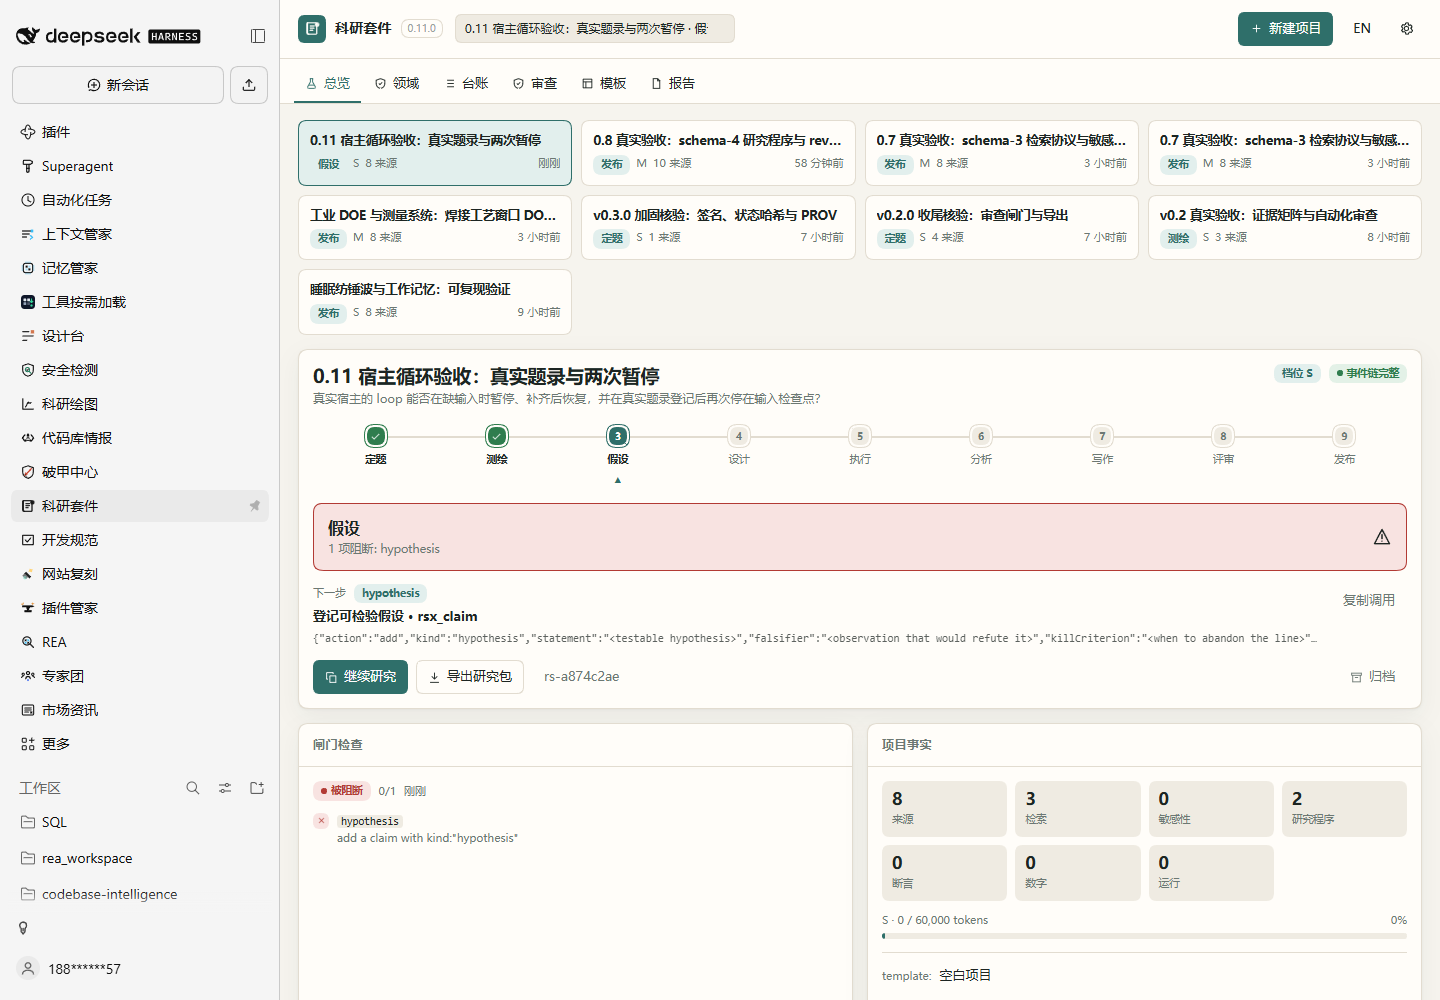 deepseek HARNESS
新会话
插件
Superagent
自动化任务
上下文管家
记忆管家
工具按需加载
设计台
安全检测
科研绘图
代码库情报
破甲中心
科研套件
开发规范
网站复刻
插件管家
REA
专家团
市场资讯
更多
工作区
SQL
rea_workspace
codebase-intelligence
188******57
科研套件 0.11.0 0.11 宿主循环验收：真实题录与两次暂停 · 假
新建项目 EN
总览 领域 台账 审查 模板 报告
0.11 宿主循环验收：真实题录与两次暂停
假设 S 8 来源 刚刚
0.8 真实验收：schema-4 研究程序与 rev…
发布 M 10 来源 58 分钟前
0.7 真实验收：schema-3 检索协议与敏感…
发布 M 8 来源 3 小时前
0.7 真实验收：schema-3 检索协议与敏感…
发布 M 8 来源 3 小时前
工业 DOE 与测量系统：焊接工艺窗口 DO…
发布 M 8 来源 3 小时前
v0.3.0 加固核验：签名、状态哈希与 PROV
定题 S 1 来源 7 小时前
v0.2.0 收尾核验：审查闸门与导出
定题 S 4 来源 7 小时前
v0.2 真实验收：证据矩阵与自动化审查
测绘 S 3 来源 8 小时前
睡眠纺锤波与工作记忆：可复现验证
发布 S 8 来源 9 小时前
0.11 宿主循环验收：真实题录与两次暂停
档位 S 事件链完整
真实宿主的 loop 能否在缺输入时暂停、补齐后恢复，并在真实题录登记后再次停在输入检查点？
3 4 5 6 7 8 9
定题 测绘 假设 设计 执行 分析 写作 评审 发布
假设
1 项阻断: hypothesis
下一步 hypothesis
复制调用
登记可检验假设 • rsx_claim
{"action":"add","kind":"hypothesis","statement":"<testable hypothesis>","falsifier":"<observation that would refute it>","killCriterion":"<when to abandon the line>"…
继续研究 导出研究包 rs-a874c2ae 归档
闸门检查
被阻断 0/1 刚刚
hypothesis
add a claim with kind:"hypothesis"
项目事实
8 3 0 2
来源 检索 敏感性 研究程序
0 0 0
断言 数字 运行
S · 0 / 60,000 tokens 0%
template: 空白项目